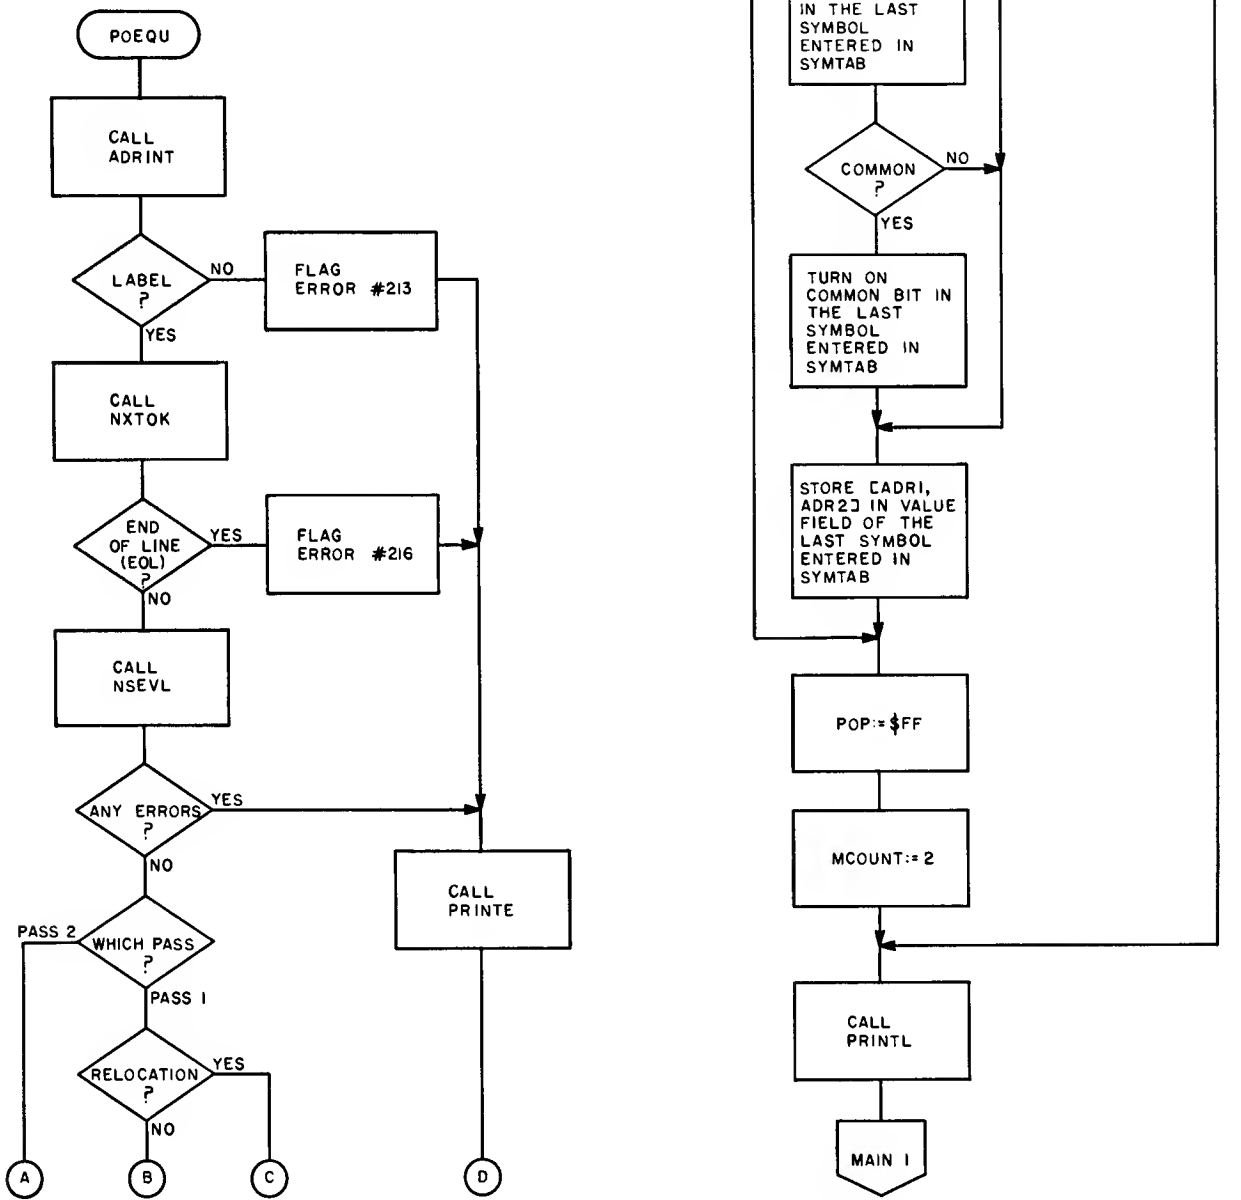 POEQU
CALL
ADRINT
LABEL
?
NO
FLAG
ERROR #213
YES
CALL
NXTOK
END
OF LINE
(EOL)
?
YES
FLAG
ERROR #216
NO
CALL
NSEVL
ANY ERRORS
?
YES
NO
CALL
PRINTE
PASS 2
WHICH PASS
?
PASS 1
RELOCATION
?
YES
NO
A
B
C
D
IN THE LAST
SYMBOL
ENTERED IN
SYMTAB
COMMON
?
NO
YES
TURN ON
COMMON BIT IN
THE LAST
SYMBOL
ENTERED IN
SYMTAB
STORE [ADR1,
ADR2] IN VALUE
FIELD OF THE
LAST SYMBOL
ENTERED IN
SYMTAB
POP:=$FF
MCOUNT:=2
CALL
PRINTL
MAIN 1